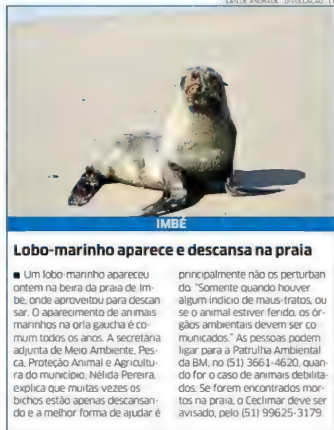 IMBÉ
Lobo-marinho aparece e descansa na praia
■ Um lobo-marinho apareceu
ontem na beira da praia de Im-
bé, onde aproveitou para descan
sar. O aparecimento de animais
marinhos na orla gaúcha é co-
mum todos os anos. A secretária
adjunta de Meio Ambiente, Pes-
ca, Proteção Animal e Agricultu-
ra do município, Nélida Pereira,
explica que muitas vezes os
bichos estão apenas descansan-
do e a melhor forma de ajudar é
principalmente não os perturban
do. "Somente quando houver
algum indício de maus-tratos, ou
se o animal estiver ferido, os ór-
gãos ambientais devem ser co-
municados." As pessoas podem
ligar para a Patrulha Ambiental
da BM, no (51) 3661-4620, quan-
do for o caso de animais debilita-
dos. Se forem encontrados mor-
tos na praia, o Ceclimar deve ser
avisado, pelo (51) 99625-3179.